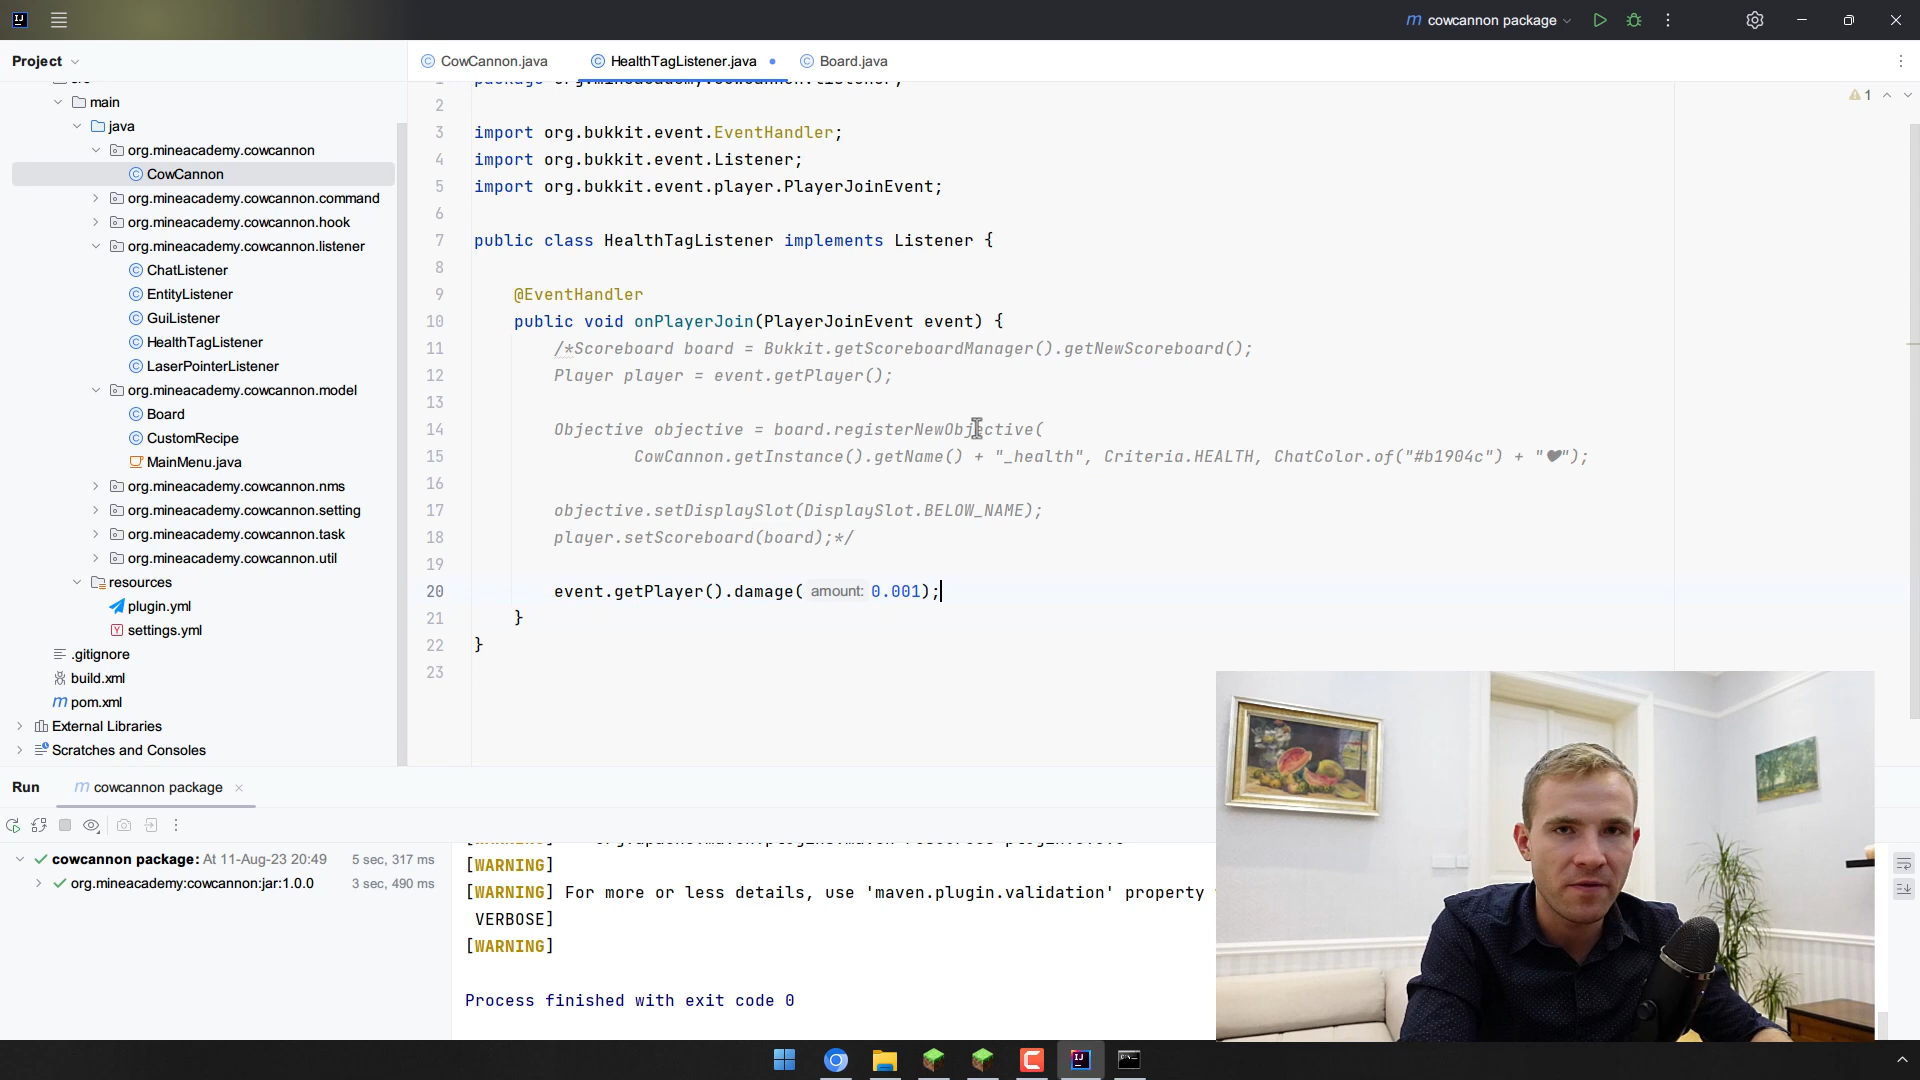 cowcannon package
Project
CowCannon.java
HealthTagListener.java
Board.java
main
java
org.mineacademy.cowcannon
CowCannon
org.mineacademy.cowcannon.command
org.mineacademy.cowcannon.hook
org.mineacademy.cowcannon.listener
ChatListener
EntityListener
GuiListener
HealthTagListener
LaserPointerListener
org.mineacademy.cowcannon.model
Board
CustomRecipe
MainMenu.java
org.mineacademy.cowcannon.nms
org.mineacademy.cowcannon.setting
org.mineacademy.cowcannon.task
org.mineacademy.cowcannon.util
resources
plugin.yml
settings.yml
.gitignore
build.xml
pom.xml
External Libraries
Scratches and Consoles
1
2
3 import org.bukkit.event.EventHandler;
4 import org.bukkit.event.Listener;
5 import org.bukkit.event.player.PlayerJoinEvent;
6
7 public class HealthTagListener implements Listener {
8
9 @EventHandler
10 public void onPlayerJoin(PlayerJoinEvent event) {
11 /*Scoreboard board = Bukkit.getScoreboardManager().getNewScoreboard();
12 Player player = event.getPlayer();
13
14 Objective objective = board.registerNewObjective(
15 CowCannon.getInstance().getName() + "_health", Criteria.HEALTH, ChatColor.of("#b1904c") + "❤");
16
17 objective.setDisplaySlot(DisplaySlot.BELOW_NAME);
18 player.setScoreboard(board);*/
19
20 event.getPlayer().damage( amount: 0.001);
21 }
22 }
23
Run
cowcannon package
cowcannon package: At 11-Aug-23 20:49 5 sec, 317 ms
org.mineacademy:cowcannon:jar:1.0.0 3 sec, 490 ms
[WARNING]
[WARNING] For more or less details, use 'maven.plugin.validation' property
VERBOSE]
[WARNING]
Process finished with exit code 0